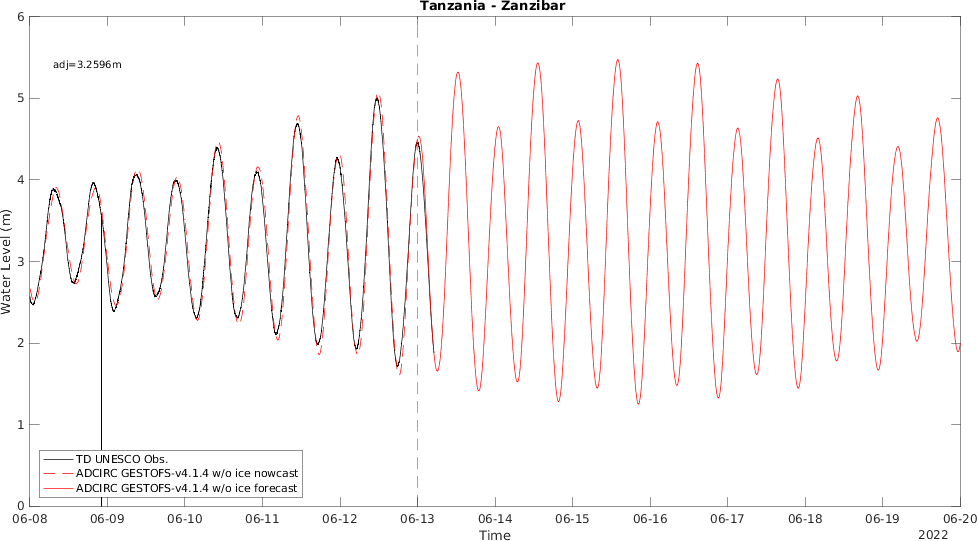 Tanzania - Zanzibar
adj=3.2596m
6
5
4
3
2
1
0
Water Level (m)
TD UNESCO Obs.
ADCIRC GESTOFS-v4.1.4 w/o ice nowcast
ADCIRC GESTOFS-v4.1.4 w/o ice forecast
06-08 06-09 06-10 06-11 06-12 06-13 06-14 06-15 06-16 06-17 06-18 06-19 06-20
Time
2022